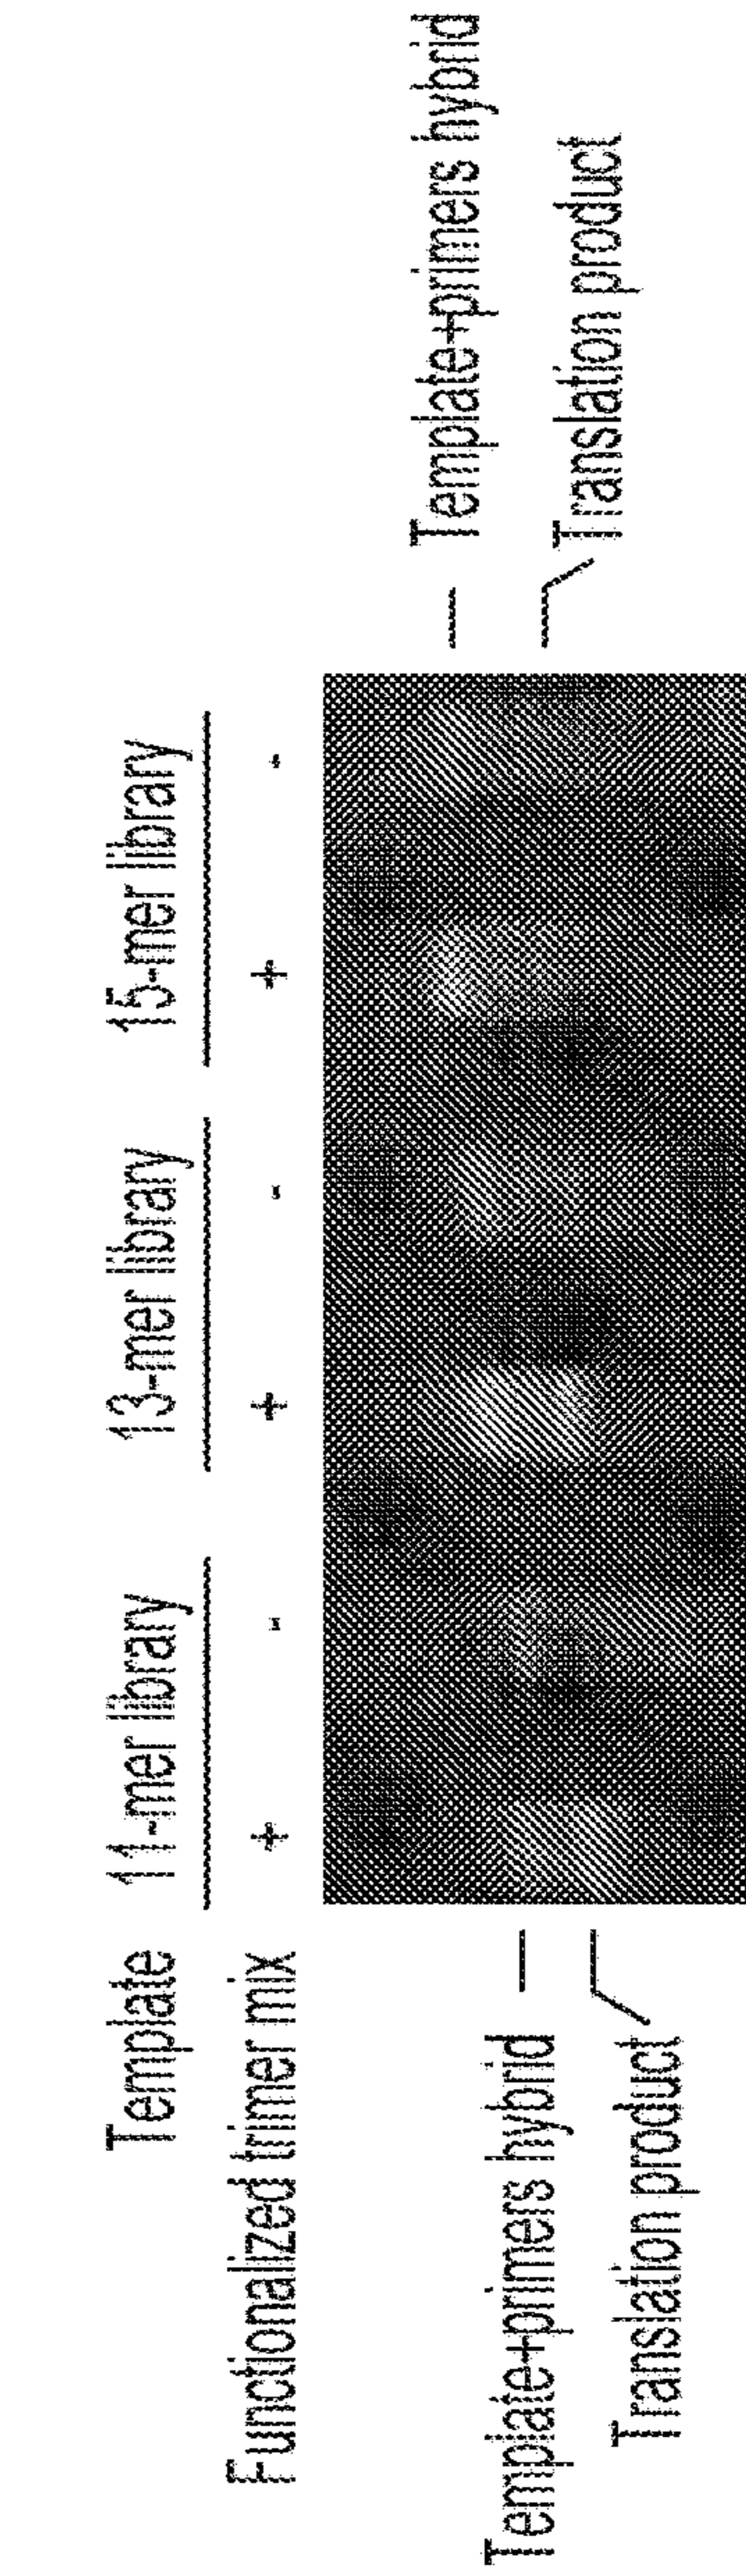 Template 11-mer library 13-mer library 15-mer library
Functionalized trimer mix + - + - + -
Template+primers hybrid
Translation product
Template+primers hybrid
Translation product